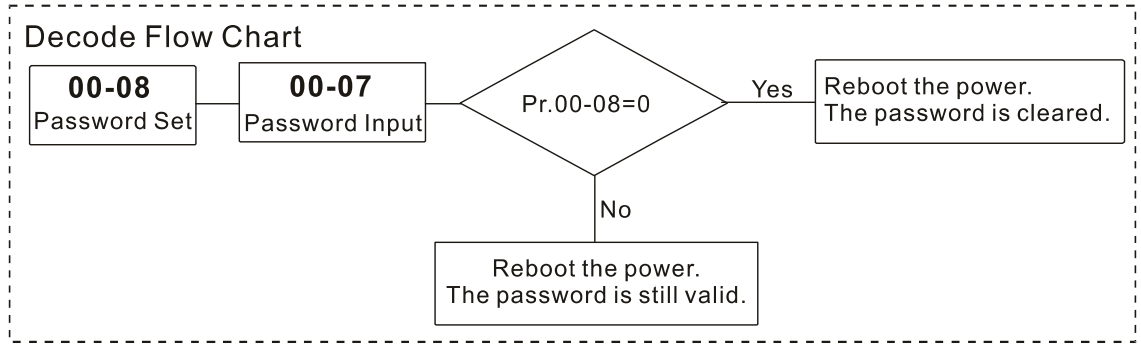 Decode Flow Chart
00-08
Password Set
00-07
Password Input
Pr.00-08=0
Yes
Reboot the power.
The password is cleared.
No
Reboot the power.
The password is still valid.